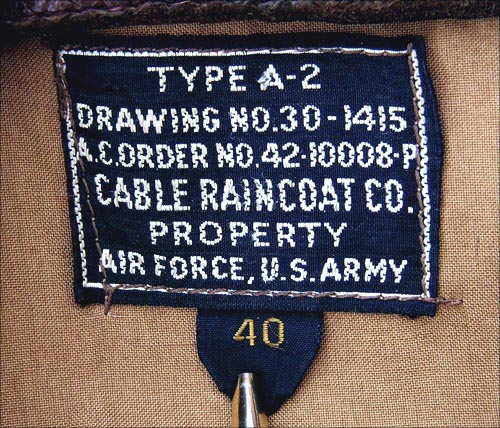 TYPE A-2
DRAWING NO.30-1415
A.C.ORDER NO.42-10008-P
CABLE RAINCOAT CO.
PROPERTY
AIR FORCE, U.S. ARMY
40